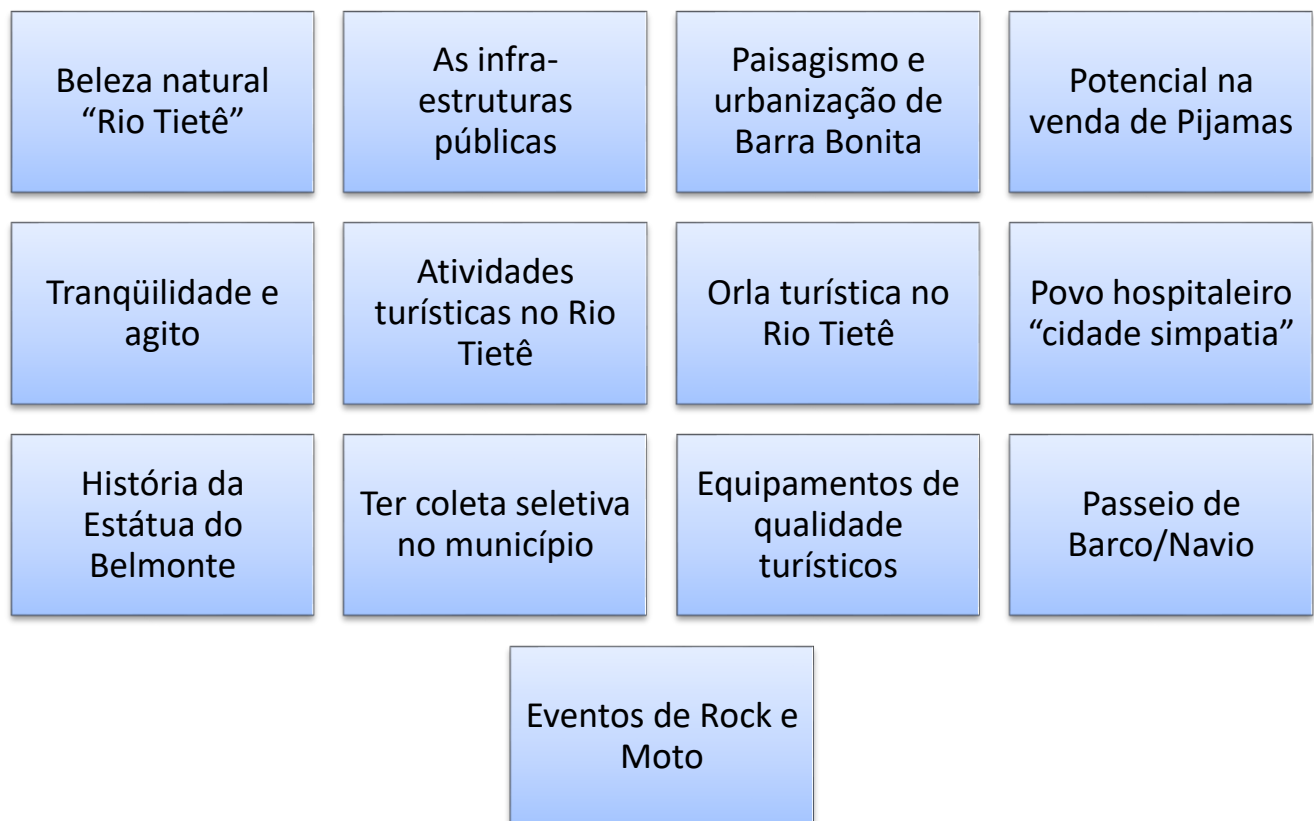 Beleza natural
“Rio Tietê”
As infra-
estruturas
públicas
Paisagismo e
urbanização de
Barra Bonita
Potencial na
venda de Pijamas
Tranqüilidade e
agito
Atividades
turísticas no Rio
Tietê
Orla turística no
Rio Tietê
Povo hospitaleiro
“cidade simpatia”
História da
Estátua do
Belmonte
Ter coleta seletiva
no município
Equipamentos de
qualidade
turísticos
Passeio de
Barco/Navio
Eventos de Rock e
Moto